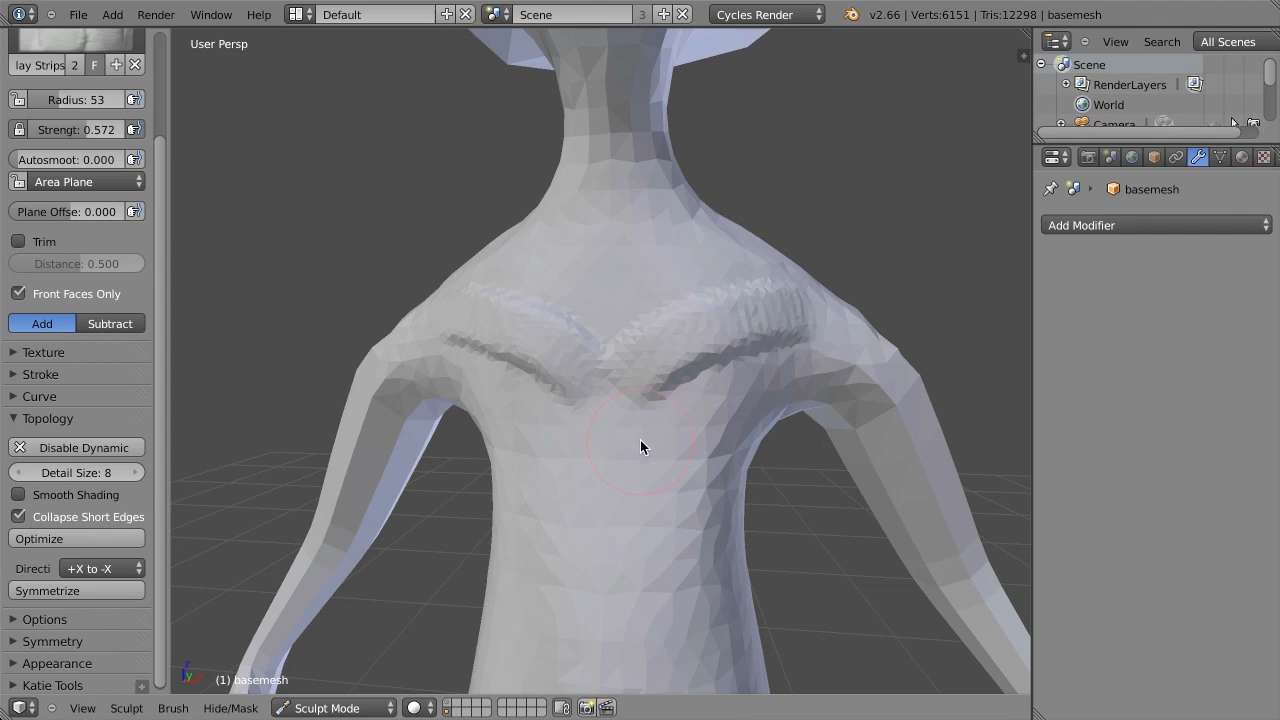 File Add Render Window Help Default Scene 3 Cycles Render v2.66 | Verts:6151 | Tris:12298 | basemesh
User Persp
View Search All Scenes
lay Strips 2 F
Scene
RenderLayers
World
Camera
Radius: 53
Strengt: 0.572
Autosmoot: 0.000
Area Plane
basemesh
Plane Offse: 0.000
Add Modifier
Trim
Distance: 0.500
Front Faces Only
Add Subtract
Texture
Stroke
Curve
Topology
Disable Dynamic
Detail Size: 8
Smooth Shading
Collapse Short Edges
Optimize
Directi +X to -X
Symmetrize
Options
Symmetry
Appearance
Katie Tools
z
y
x
(1) basemesh
View Sculpt Brush Hide/Mask Sculpt Mode